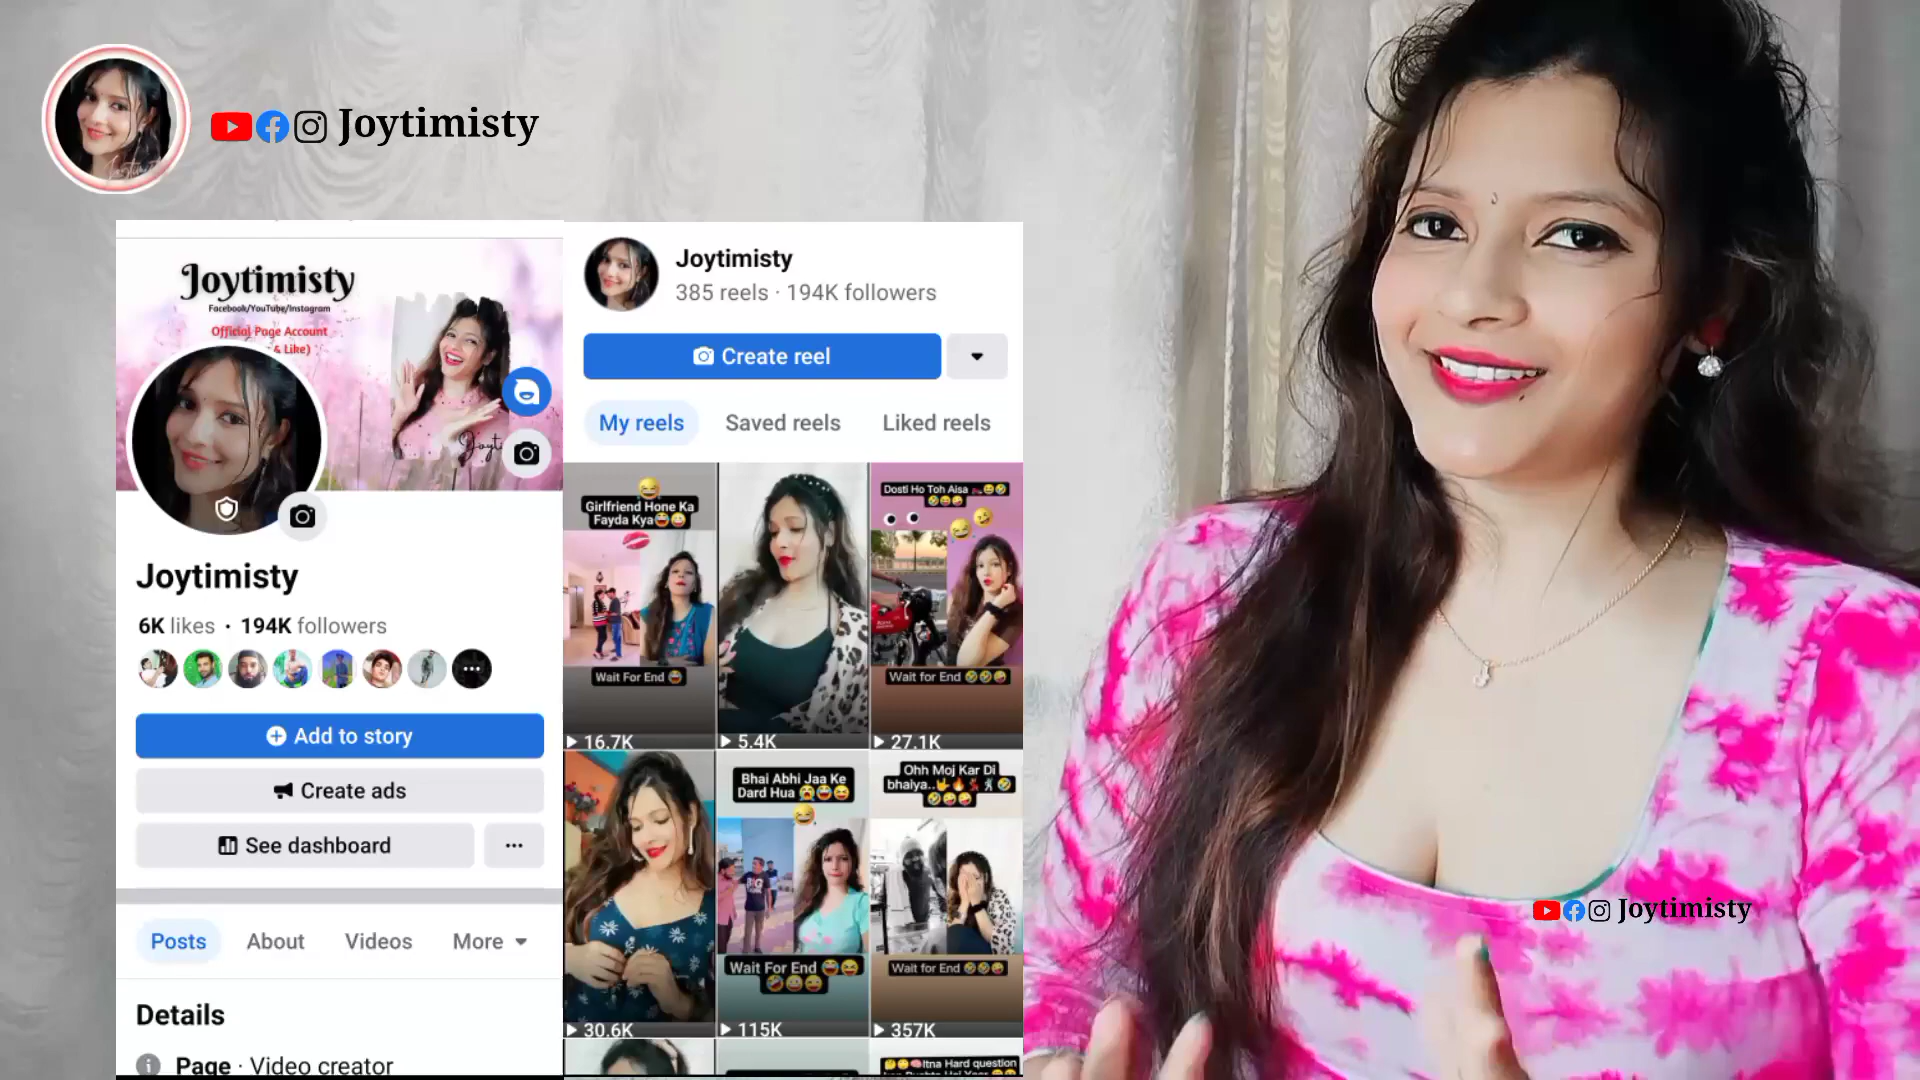 Joytimisty
Joytimisty
Facebook/YouTube/Instagram
Official Page Account
& Like)
Joytimisty
6K likes · 194K followers
Add to story
Create ads
See dashboard
Posts About Videos More
Details
Page · Video creator
Joytimisty
385 reels · 194K followers
Create reel
My reels Saved reels Liked reels
Girlfriend Hone Ka
Fayda Kya😂😄
Wait For End 😂
16.7K
5.4K
Dosti Ho Toh Aisa
Wait for End 🤣🤣🤪
27.1K
30.6K
Bhai Abhi Jaa Ke
Dard Hua 😭😂😆
Wait For End 😂😆
115K
Ohh Moj Kar Di
bhaiya..
Wait for End 🤣🤣🤪
357K
Itna Hard question
Joytimisty